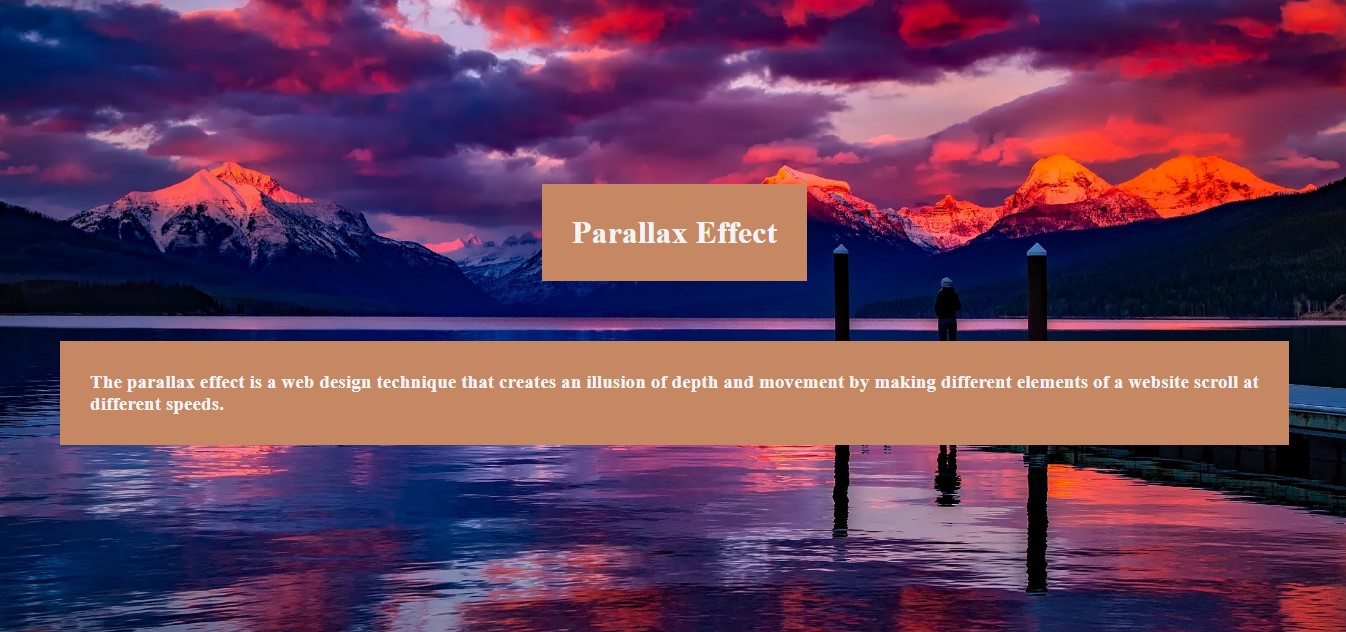 Parallax Effect
The parallax effect is a web design technique that creates an illusion of depth and movement by making different elements of a website scroll at
different speeds.